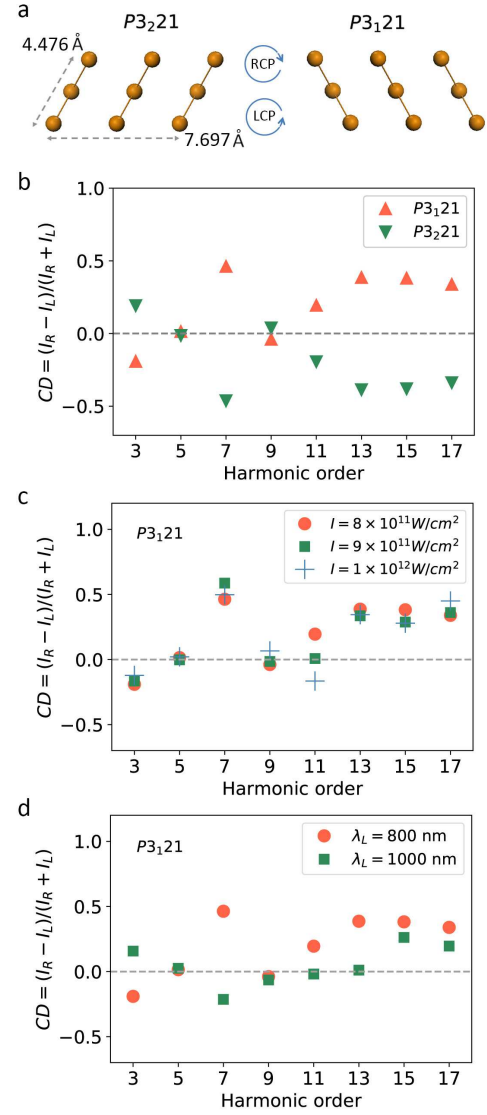 a
P3₂21
P3₁21
4.476 Å
RCP
LCP
7.697 Å
b
CD = (I_R − I_L)/(I_R + I_L)
1.0
0.5
0.0
−0.5
P3₁21
P3₂21
3 5 7 9 11 13 15 17
Harmonic order
c
CD = (I_R − I_L)/(I_R + I_L)
1.0
0.5
0.0
−0.5
P3₁21
I = 8 × 10¹¹W/cm²
I = 9 × 10¹¹W/cm²
I = 1 × 10¹²W/cm²
3 5 7 9 11 13 15 17
Harmonic order
d
CD = (I_R − I_L)/(I_R + I_L)
1.0
0.5
0.0
−0.5
P3₁21
λ_L = 800 nm
λ_L = 1000 nm
3 5 7 9 11 13 15 17
Harmonic order